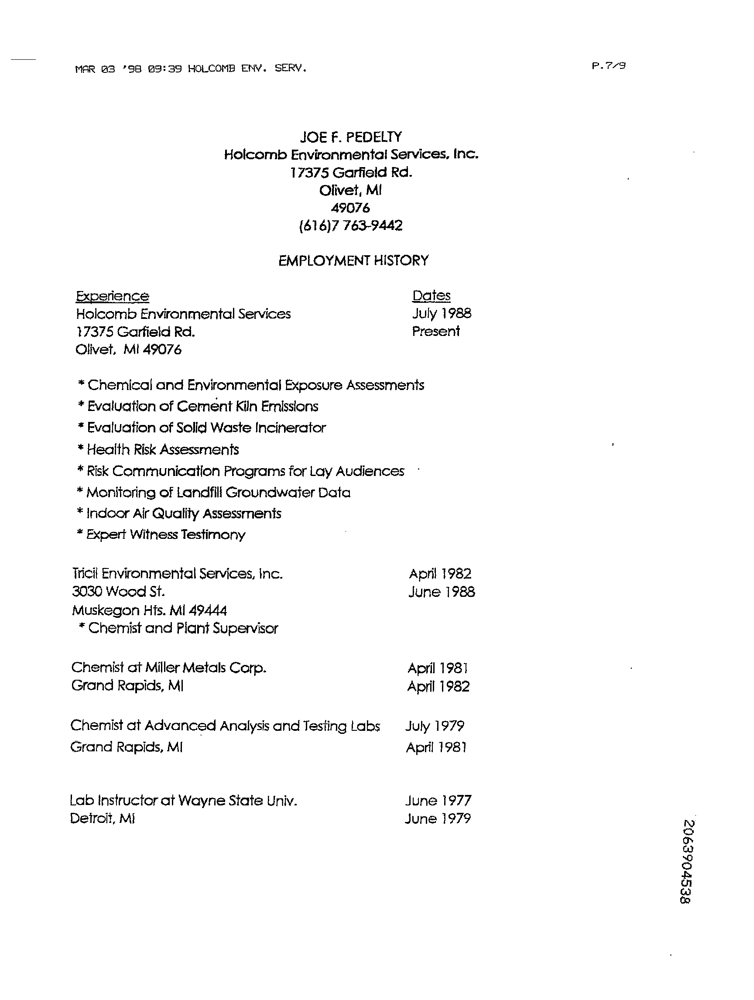 MAR 03 '98 09:39 HOLCOMB ENV. SERV. P.7/9
JOE F. PEDELTY
Holcomb Environmental Services, Inc.
17375 Garfield Rd.
Olivet, MI
49076
(616)7 763-9442
EMPLOYMENT HISTORY
Experience Dates
Holcomb Environmental Services July 1988
17375 Garfield Rd. Present
Olivet, MI 49076
* Chemical and Environmental Exposure Assessments
* Evaluation of Cement Kiln Emissions
* Evaluation of Solid Waste Incinerator
* Health Risk Assessments
* Risk Communication Programs for Lay Audiences
* Monitoring of Landfill Groundwater Data
* Indoor Air Quality Assessments
* Expert Witness Testimony
Tricil Environmental Services, Inc. April 1982
3030 Wood St. June 1988
Muskegon Hts. MI 49444
* Chemist and Plant Supervisor
Chemist at Miller Metals Corp. April 1981
Grand Rapids, MI April 1982
Chemist at Advanced Analysis and Testing Labs July 1979
Grand Rapids, MI April 1981
Lab Instructor at Wayne State Univ. June 1977
Detroit, MI June 1979
2063904538